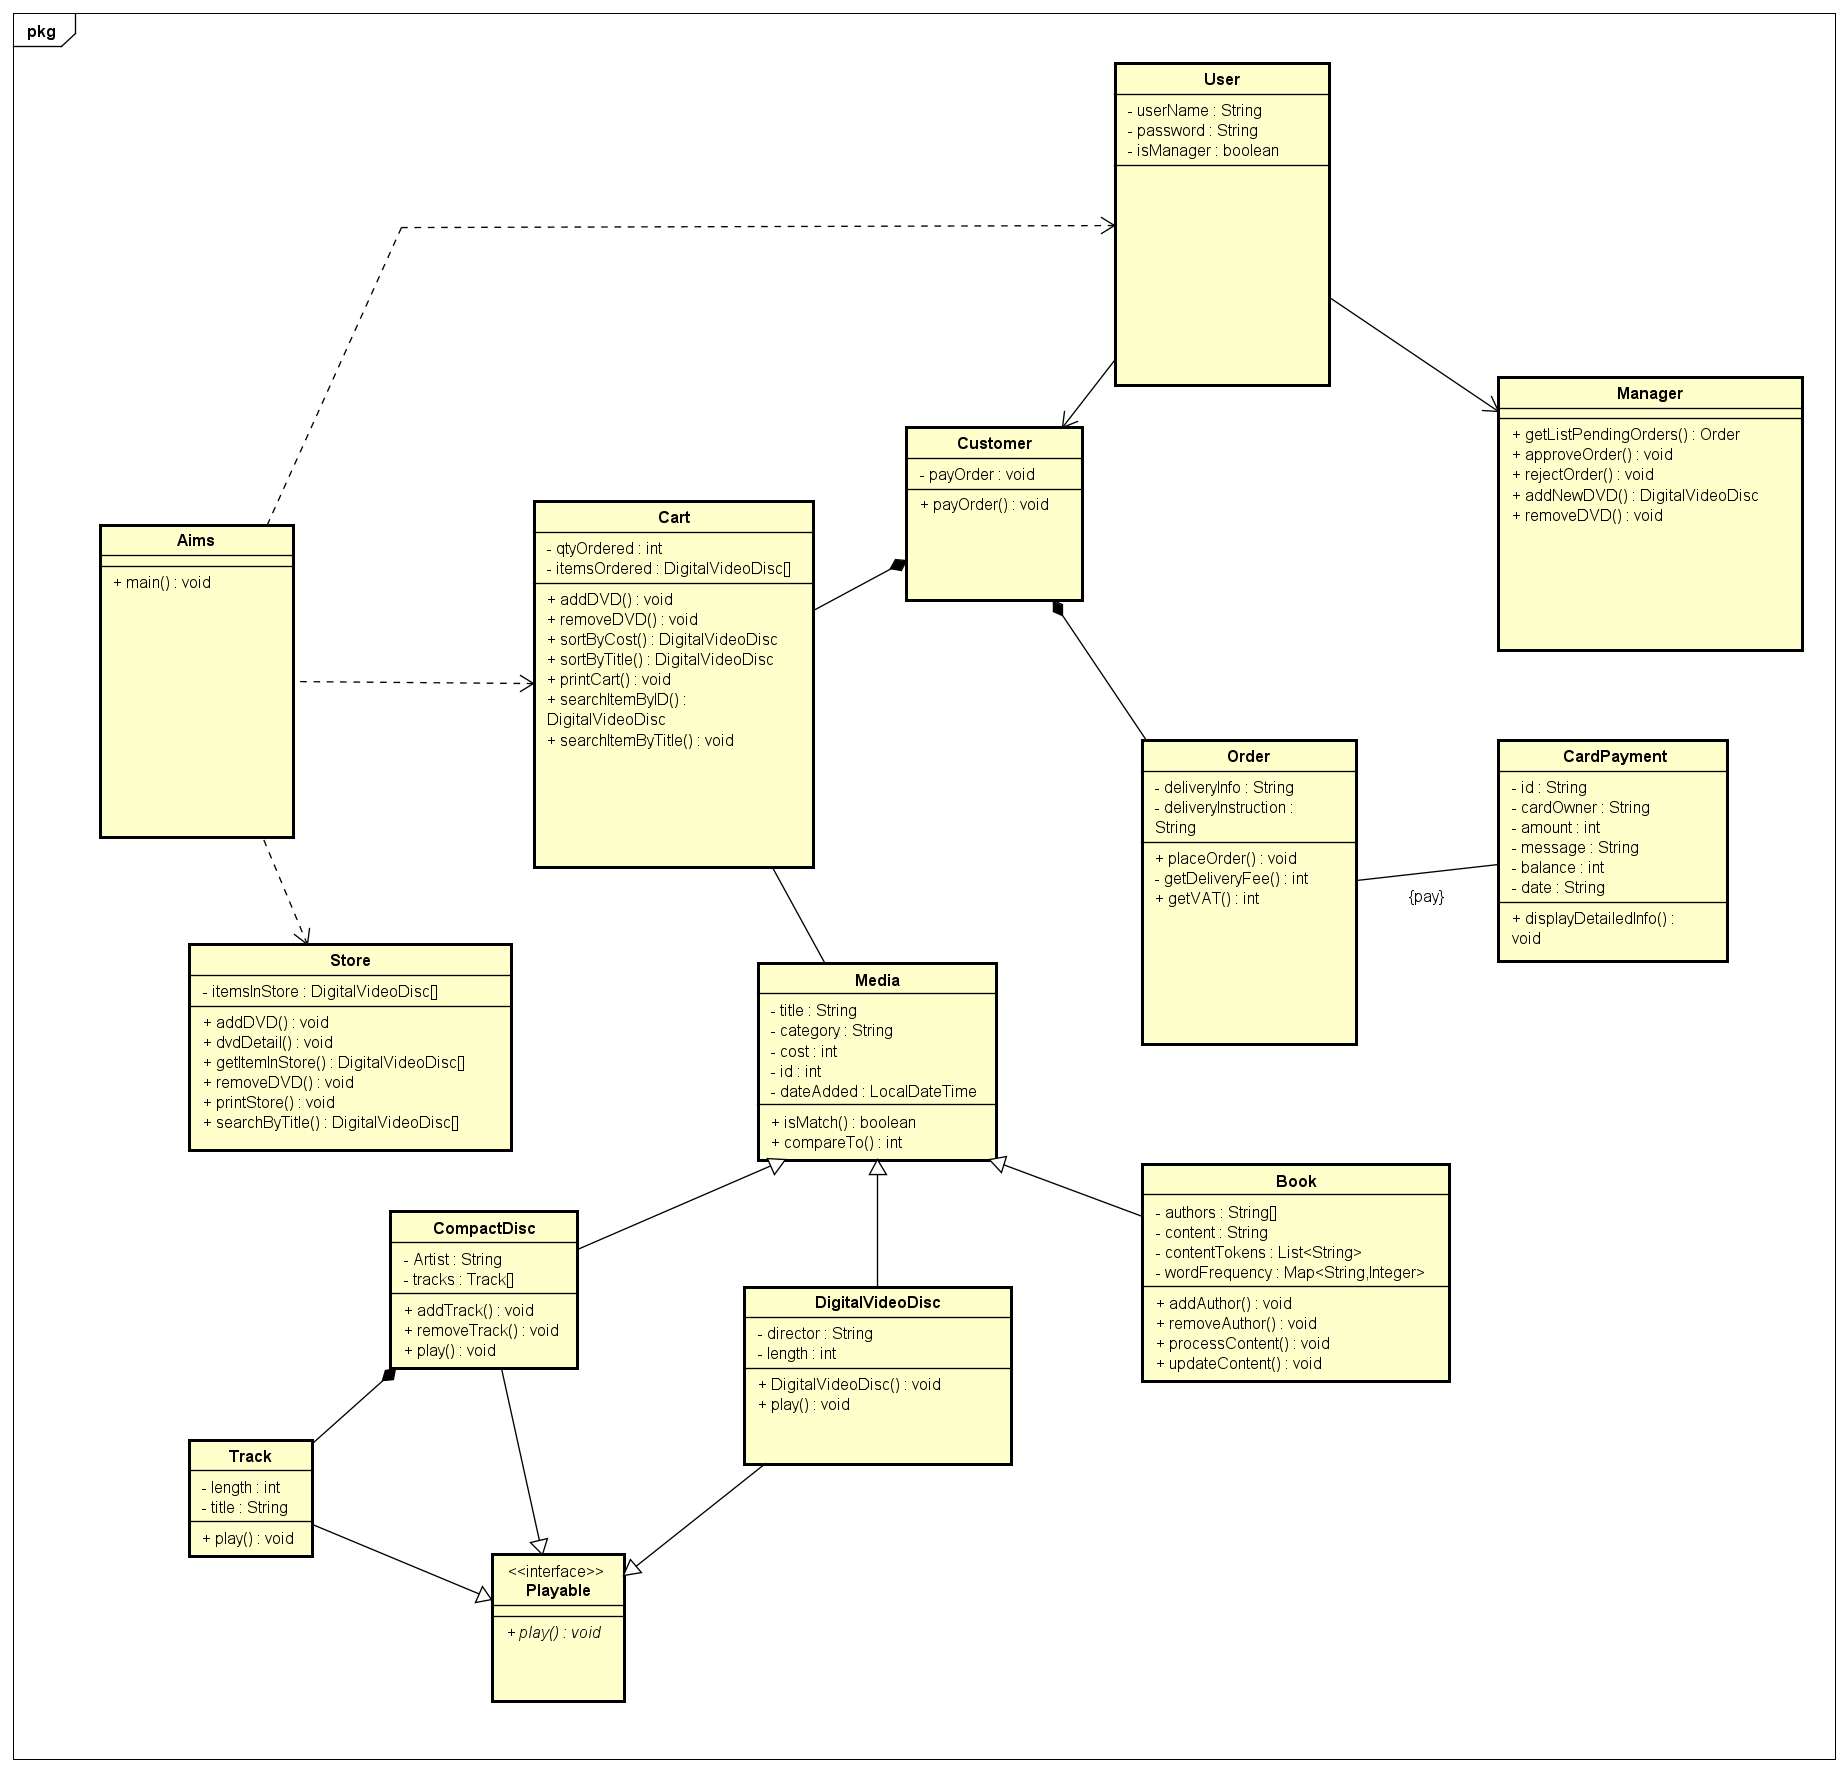 pkg
User
- userName : String
- password : String
- isManager : boolean
Manager
+ getListPendingOrders() : Order
+ approveOrder() : void
+ rejectOrder() : void
+ addNewDVD() : DigitalVideoDisc
+ removeDVD() : void
Customer
- payOrder : void
+ payOrder() : void
Cart
- qtyOrdered : int
- itemsOrdered : DigitalVideoDisc[]
+ addDVD() : void
+ removeDVD() : void
+ sortByCost() : DigitalVideoDisc
+ sortByTitle() : DigitalVideoDisc
+ printCart() : void
+ searchItemByID() :
DigitalVideoDisc
+ searchItemByTitle() : void
Aims
+ main() : void
Order
- deliveryInfo : String
- deliveryInstruction :
String
+ placeOrder() : void
- getDeliveryFee() : int
+ getVAT() : int
{pay}
CardPayment
- id : String
- cardOwner : String
- amount : int
- message : String
- balance : int
- date : String
+ displayDetailedInfo() :
void
Store
- itemsInStore : DigitalVideoDisc[]
+ addDVD() : void
+ dvdDetail() : void
+ getItemInStore() : DigitalVideoDisc[]
+ removeDVD() : void
+ printStore() : void
+ searchByTitle() : DigitalVideoDisc[]
Media
- title : String
- category : String
- cost : int
- id : int
- dateAdded : LocalDateTime
+ isMatch() : boolean
+ compareTo() : int
Book
- authors : String[]
- content : String
- contentTokens : List<String>
- wordFrequency : Map<String,Integer>
+ addAuthor() : void
+ removeAuthor() : void
+ processContent() : void
+ updateContent() : void
CompactDisc
- Artist : String
- tracks : Track[]
+ addTrack() : void
+ removeTrack() : void
+ play() : void
DigitalVideoDisc
- director : String
- length : int
+ DigitalVideoDisc() : void
+ play() : void
Track
- length : int
- title : String
+ play() : void
<<interface>>
Playable
+ play() : void